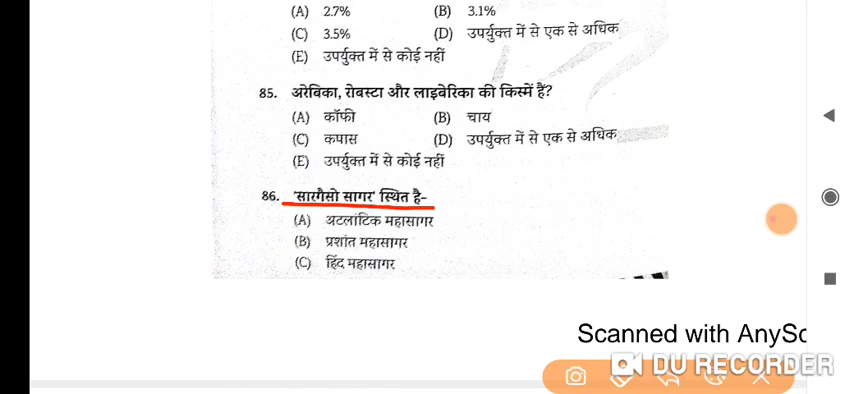 (A) 2.7% (B) 3.1%
(C) 3.5% (D) उपर्युक्त में से एक से अधिक
(E) उपर्युक्त में से कोई नहीं
85. अरेबिका, रोबस्टा और लाइबेरिका की किस्में हैं?
(A) कॉफी (B) चाय
(C) कपास (D) उपर्युक्त में से एक से अधिक
(E) उपर्युक्त में से कोई नहीं
86. 'सारगैसो सागर' स्थित है-
(A) अटलांटिक महासागर
(B) प्रशांत महासागर
(C) हिंद महासागर
Scanned with AnySc
DU RECORDER